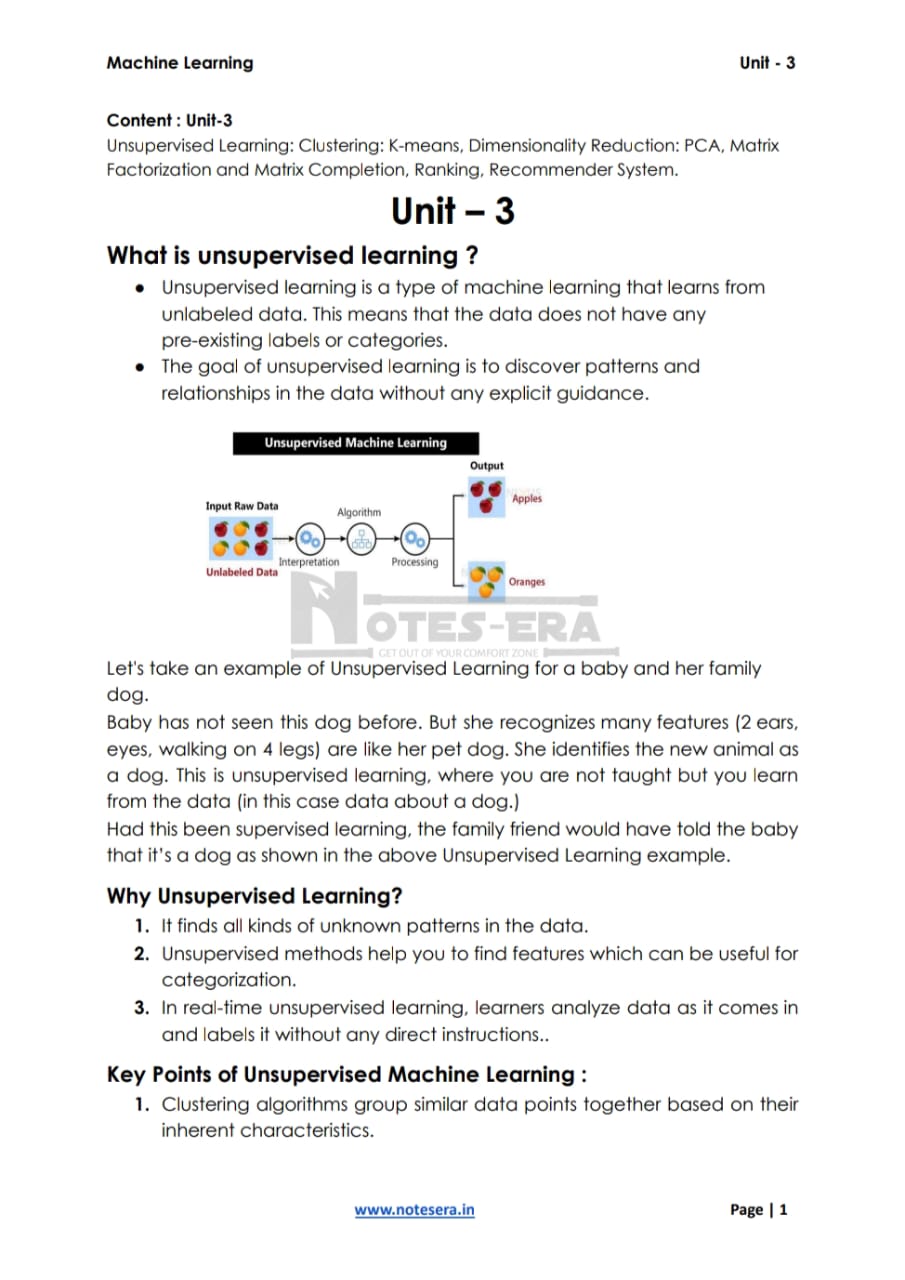 Machine Learning Unit - 3
Content : Unit-3
Unsupervised Learning: Clustering: K-means, Dimensionality Reduction: PCA, Matrix
Factorization and Matrix Completion, Ranking, Recommender System.
Unit – 3
What is unsupervised learning ?
● Unsupervised learning is a type of machine learning that learns from
unlabeled data. This means that the data does not have any
pre-existing labels or categories.
● The goal of unsupervised learning is to discover patterns and
relationships in the data without any explicit guidance.
Unsupervised Machine Learning
Output
Apples
Input Raw Data
Algorithm
Interpretation
Processing
Unlabeled Data
Oranges
NOTES-ERA
GET OUT OF YOUR COMFORT ZONE
Let's take an example of Unsupervised Learning for a baby and her family
dog.
Baby has not seen this dog before. But she recognizes many features (2 ears,
eyes, walking on 4 legs) are like her pet dog. She identifies the new animal as
a dog. This is unsupervised learning, where you are not taught but you learn
from the data (in this case data about a dog.)
Had this been supervised learning, the family friend would have told the baby
that it's a dog as shown in the above Unsupervised Learning example.
Why Unsupervised Learning?
1. It finds all kinds of unknown patterns in the data.
2. Unsupervised methods help you to find features which can be useful for
categorization.
3. In real-time unsupervised learning, learners analyze data as it comes in
and labels it without any direct instructions..
Key Points of Unsupervised Machine Learning :
1. Clustering algorithms group similar data points together based on their
inherent characteristics.
www.notesera.in Page | 1